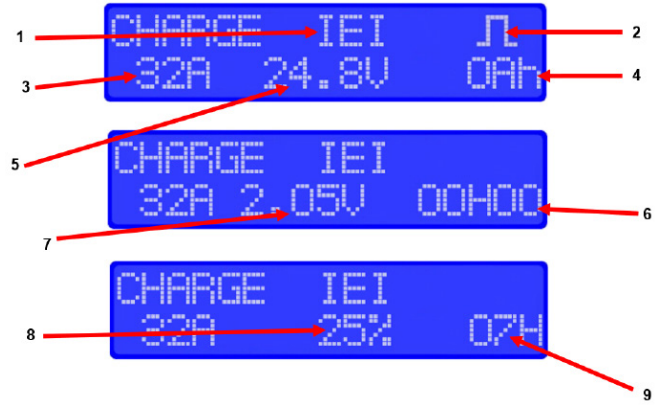 CHARGE IEI
32A 24.8V 0Ah
CHARGE IEI
32A 2.05V 00H00
CHARGE IEI
32A 25% 07H
1
2
3
4
5
6
7
8
9